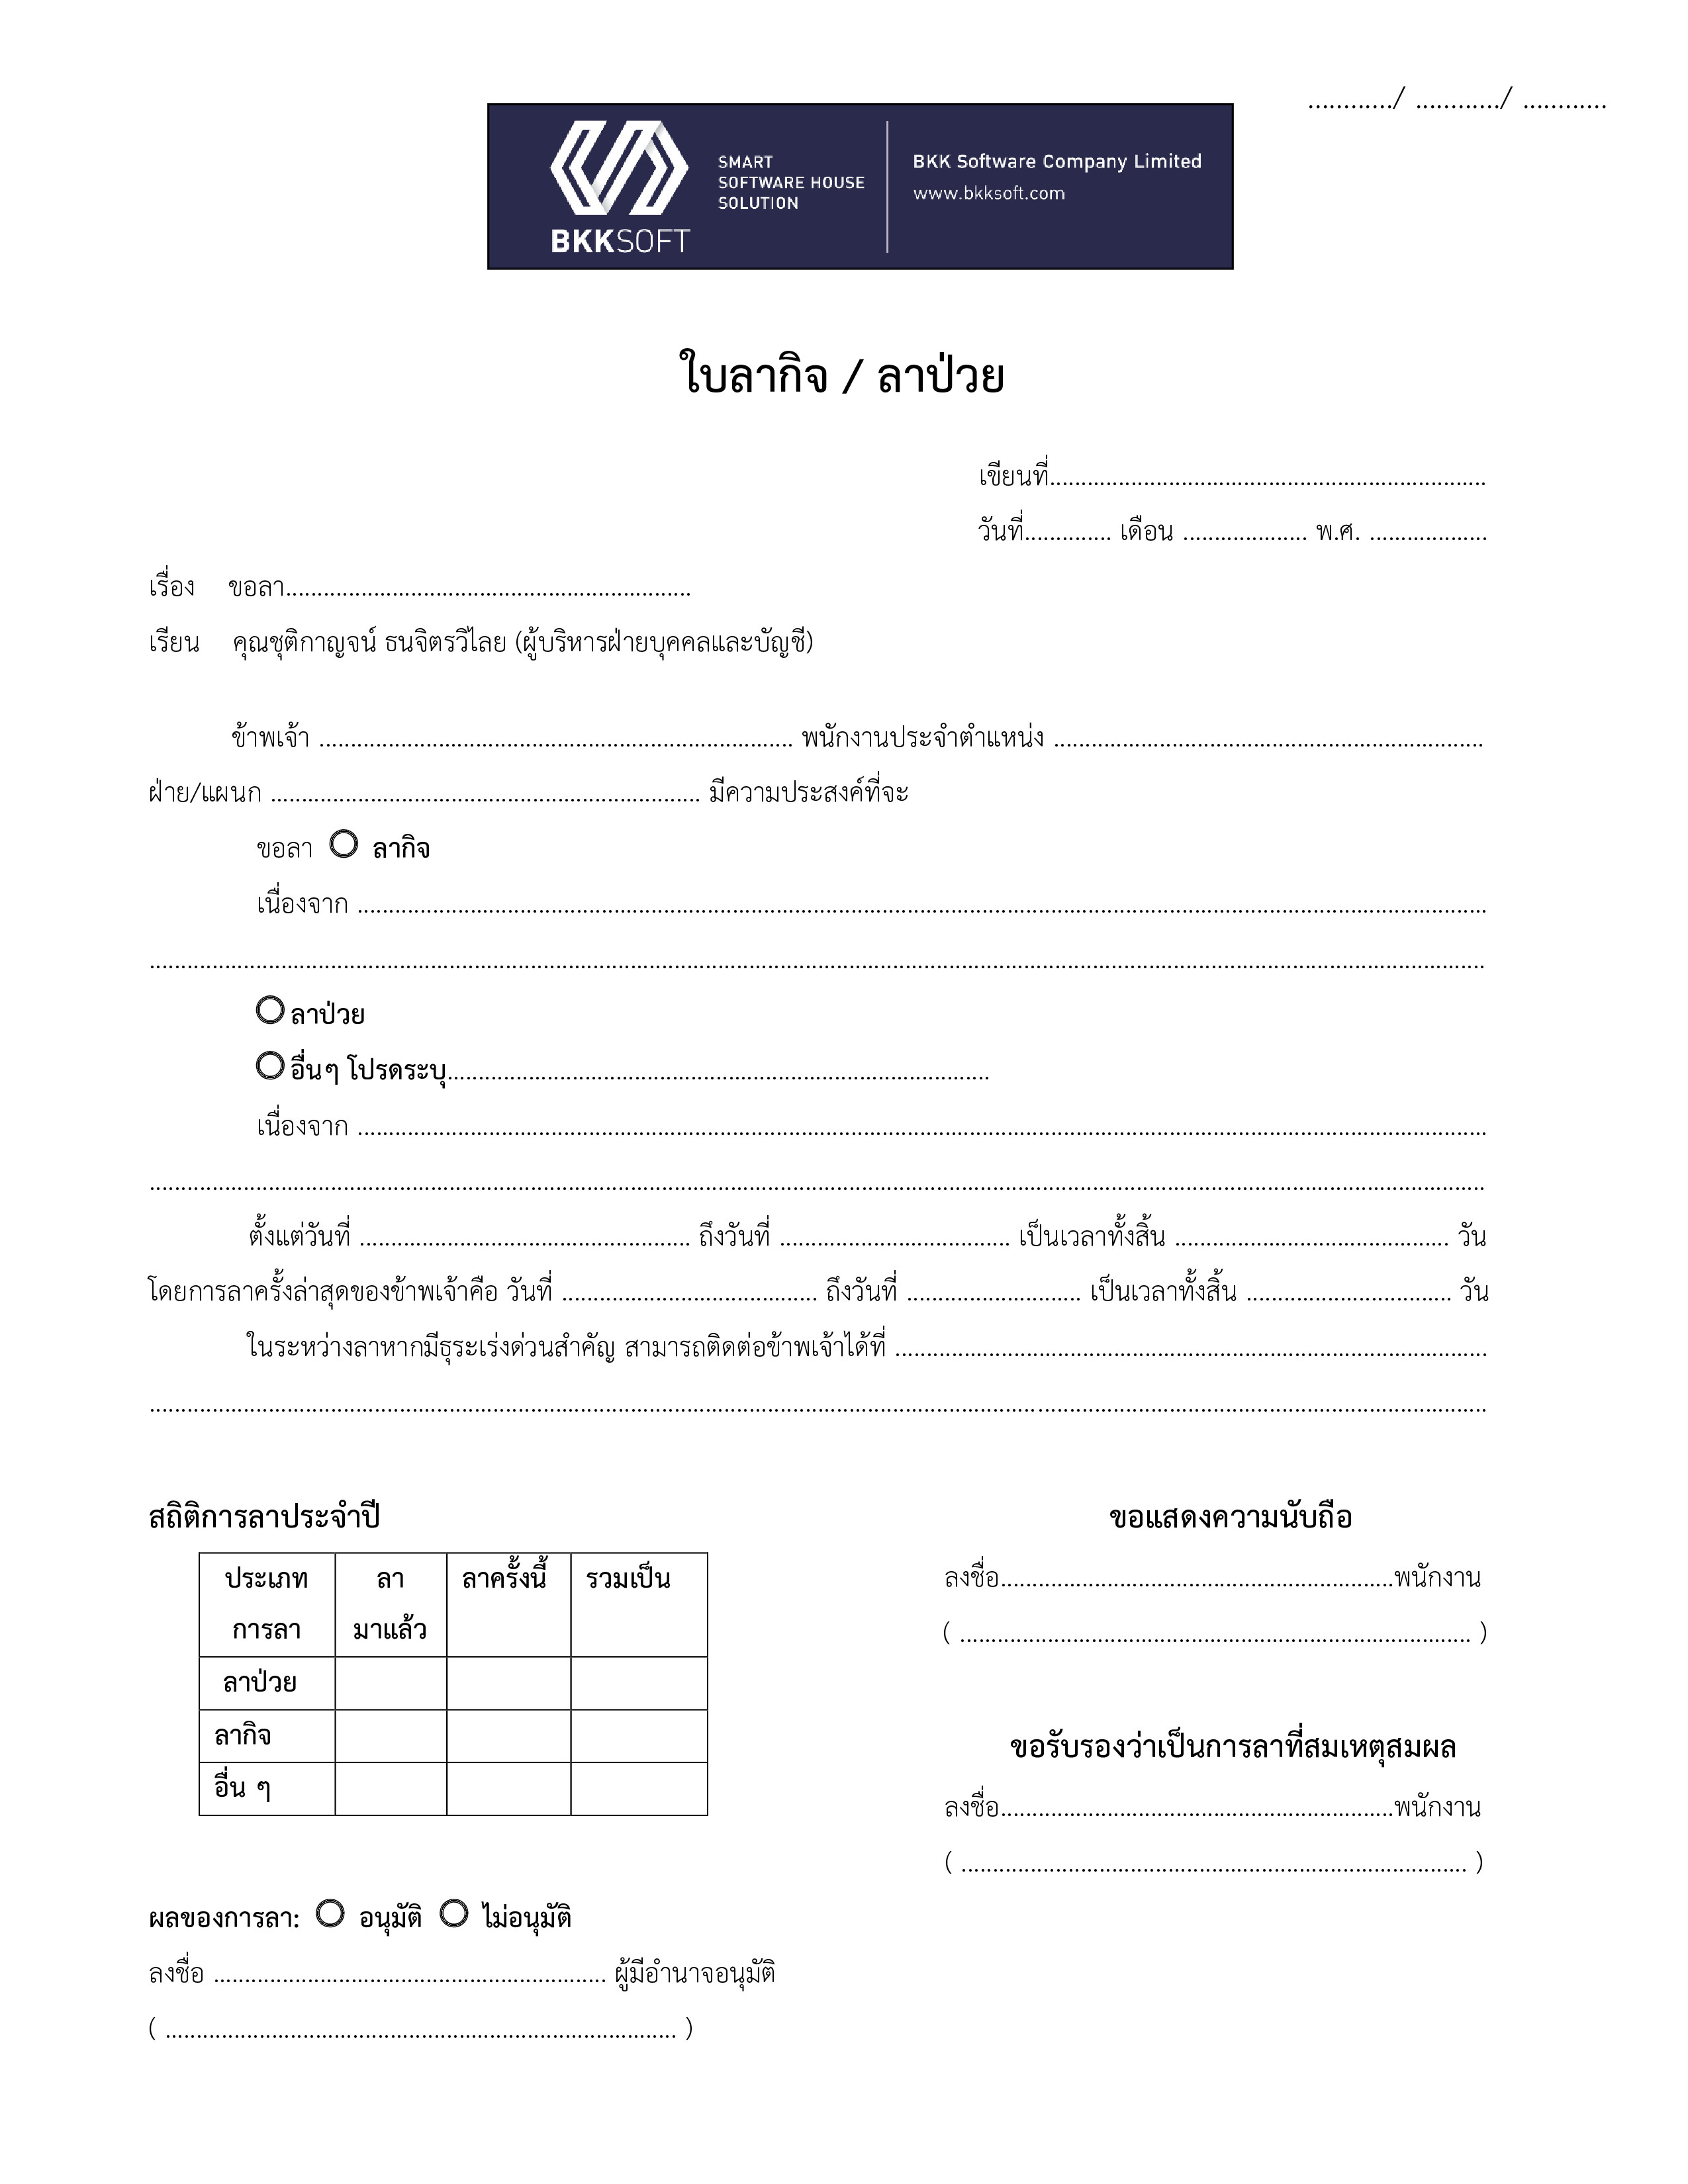 ............/ ............/ ............
SMART
SOFTWARE HOUSE
SOLUTION
BKKSOFT
BKK Software Company Limited
www.bkksoft.com
ใบลากิจ / ลาป่วย
เขียนที่......................................................................
วันที่.............. เดือน .................... พ.ศ. ...................
เรื่อง ขอลา.................................................................
เรียน คุณชุติกาญจน์ ธนจิตรวิไลย (ผู้บริหารฝ่ายบุคคลและบัญชี)
ข้าพเจ้า ............................................................................ พนักงานประจำตำแหน่ง .....................................................................
ฝ่าย/แผนก ..................................................................... มีความประสงค์ที่จะ
ขอลา ลากิจ
เนื่องจาก ....................................................................................................................................................................................
......................................................................................................................................................................................................................
ลาป่วย
อื่นๆ โปรดระบุ.......................................................................................
เนื่องจาก ....................................................................................................................................................................................
......................................................................................................................................................................................................................
ตั้งแต่วันที่ ..................................................... ถึงวันที่ ..................................... เป็นเวลาทั้งสิ้น ............................................ วัน
โดยการลาครั้งล่าสุดของข้าพเจ้าคือ วันที่ ......................................... ถึงวันที่ ............................ เป็นเวลาทั้งสิ้น ................................. วัน
ในระหว่างลาหากมีธุระเร่งด่วนสำคัญ สามารถติดต่อข้าพเจ้าได้ที่ ...............................................................................................
......................................................................................................................................................................................................................
สถิติการลาประจำปี
ประเภทการลา ลามาแล้ว ลาครั้งนี้ รวมเป็น
ลาป่วย
ลากิจ
อื่น ๆ
ขอแสดงความนับถือ
ลงชื่อ...............................................................พนักงาน
( .................................................................................. )
ขอรับรองว่าเป็นการลาที่สมเหตุสมผล
ลงชื่อ...............................................................พนักงาน
( ................................................................................. )
ผลของการลา: อนุมัติ ไม่อนุมัติ
ลงชื่อ ............................................................... ผู้มีอำนาจอนุมัติ
( .................................................................................. )